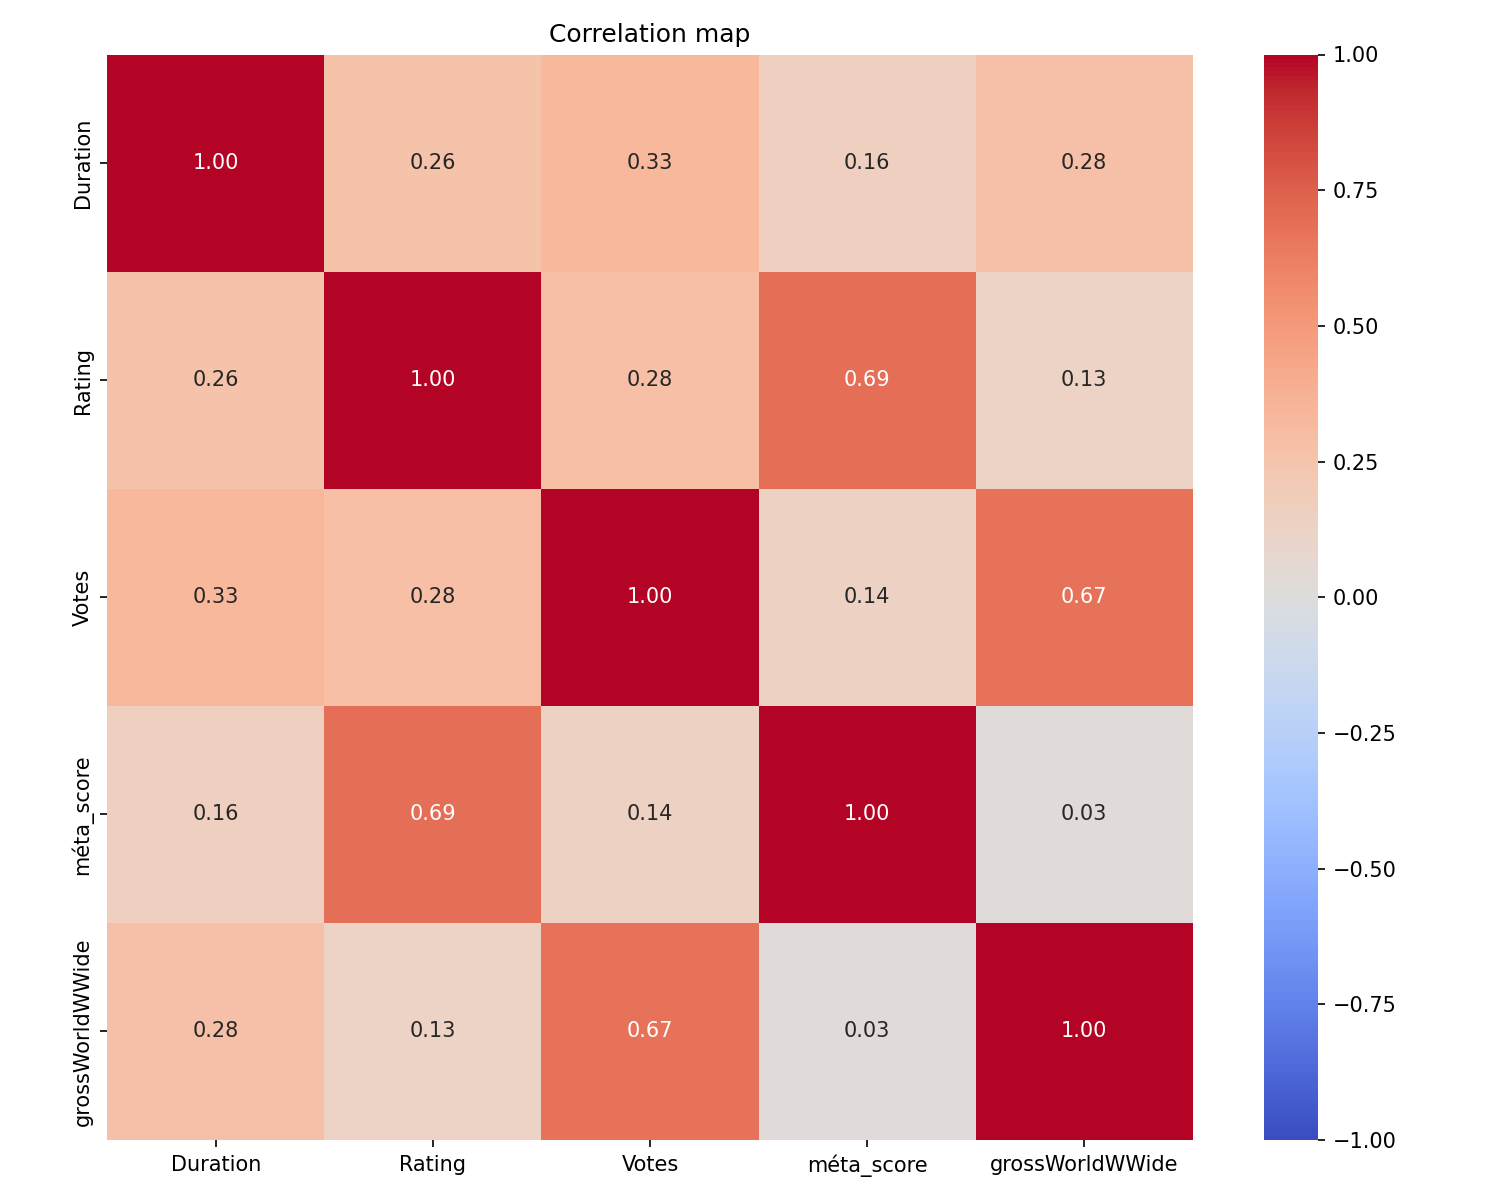 Correlation map
Duration 1.00 0.26 0.33 0.16 0.28
Rating 0.26 1.00 0.28 0.69 0.13
Votes 0.33 0.28 1.00 0.14 0.67
méta_score 0.16 0.69 0.14 1.00 0.03
grossWorldWWide 0.28 0.13 0.67 0.03 1.00
Duration Rating Votes méta_score grossWorldWWide
1.00
0.75
0.50
0.25
0.00
−0.25
−0.50
−0.75
−1.00